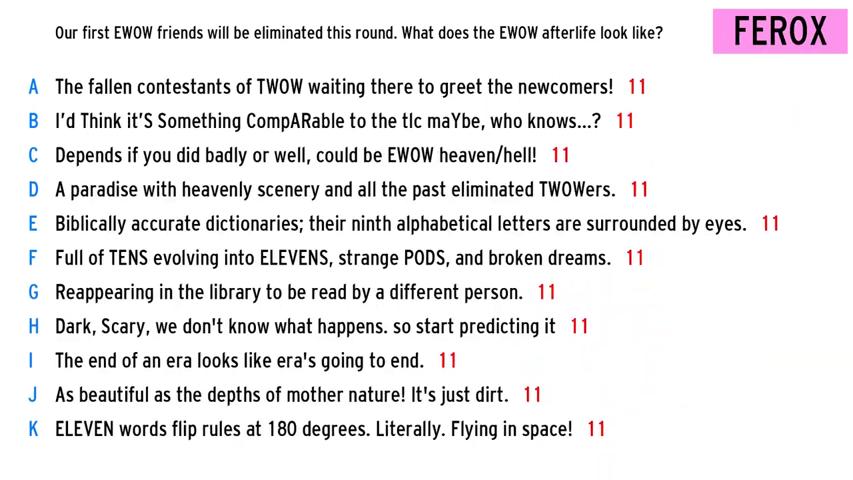 Our first EWOW friends will be eliminated this round. What does the EWOW afterlife look like?
FEROX
A The fallen contestants of TWOW waiting there to greet the newcomers! 11
B I'd Think it'S Something CompARable to the tlc maYbe, who knows...? 11
C Depends if you did badly or well, could be EWOW heaven/hell! 11
D A paradise with heavenly scenery and all the past eliminated TWOWers. 11
E Biblically accurate dictionaries; their ninth alphabetical letters are surrounded by eyes. 11
F Full of TENS evolving into ELEVENS, strange PODS, and broken dreams. 11
G Reappearing in the library to be read by a different person. 11
H Dark, Scary, we don't know what happens. so start predicting it 11
I The end of an era looks like era's going to end. 11
J As beautiful as the depths of mother nature! It's just dirt. 11
K ELEVEN words flip rules at 180 degrees. Literally. Flying in space! 11